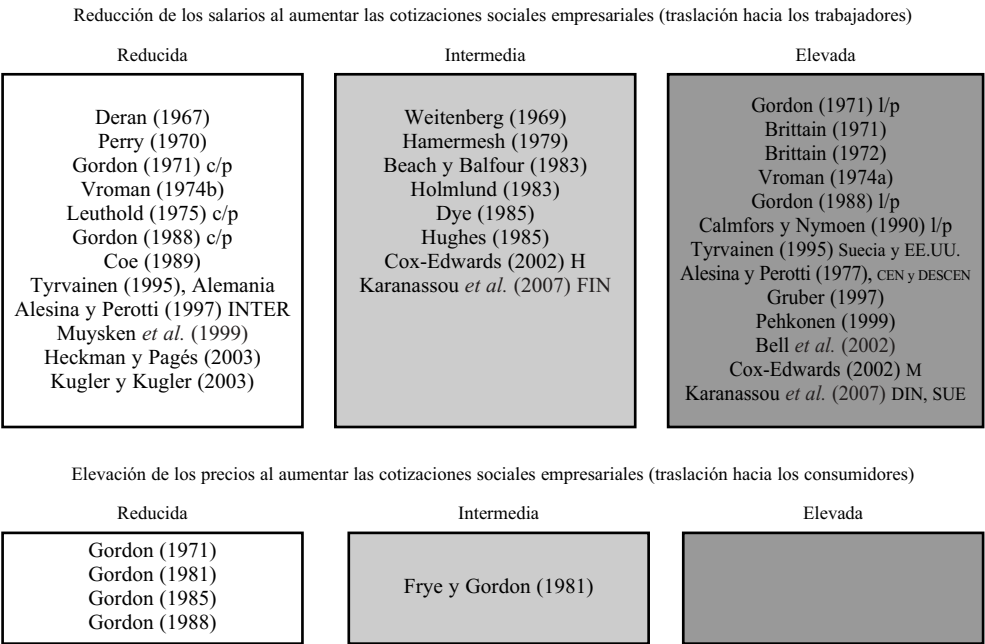 Reducción de los salarios al aumentar las cotizaciones sociales empresariales (traslación hacia los trabajadores)
Reducida
Deran (1967)
Perry (1970)
Gordon (1971) c/p
Vroman (1974b)
Leuthold (1975) c/p
Gordon (1988) c/p
Coe (1989)
Tyrvainen (1995), Alemania
Alesina y Perotti (1997) INTER
Muysken et al. (1999)
Heckman y Pagés (2003)
Kugler y Kugler (2003)
Intermedia
Weitenberg (1969)
Hamermesh (1979)
Beach y Balfour (1983)
Holmlund (1983)
Dye (1985)
Hughes (1985)
Cox-Edwards (2002) H
Karanassou et al. (2007) FIN
Elevada
Gordon (1971) l/p
Brittain (1971)
Brittain (1972)
Vroman (1974a)
Gordon (1988) l/p
Calmfors y Nymoen (1990) l/p
Tyrvainen (1995) Suecia y EE.UU.
Alesina y Perotti (1977), CEN y DESCEN
Gruber (1997)
Pehkonen (1999)
Bell et al. (2002)
Cox-Edwards (2002) M
Karanassou et al. (2007) DIN, SUE
Elevación de los precios al aumentar las cotizaciones sociales empresariales (traslación hacia los consumidores)
Reducida
Gordon (1971)
Gordon (1981)
Gordon (1985)
Gordon (1988)
Intermedia
Frye y Gordon (1981)
Elevada